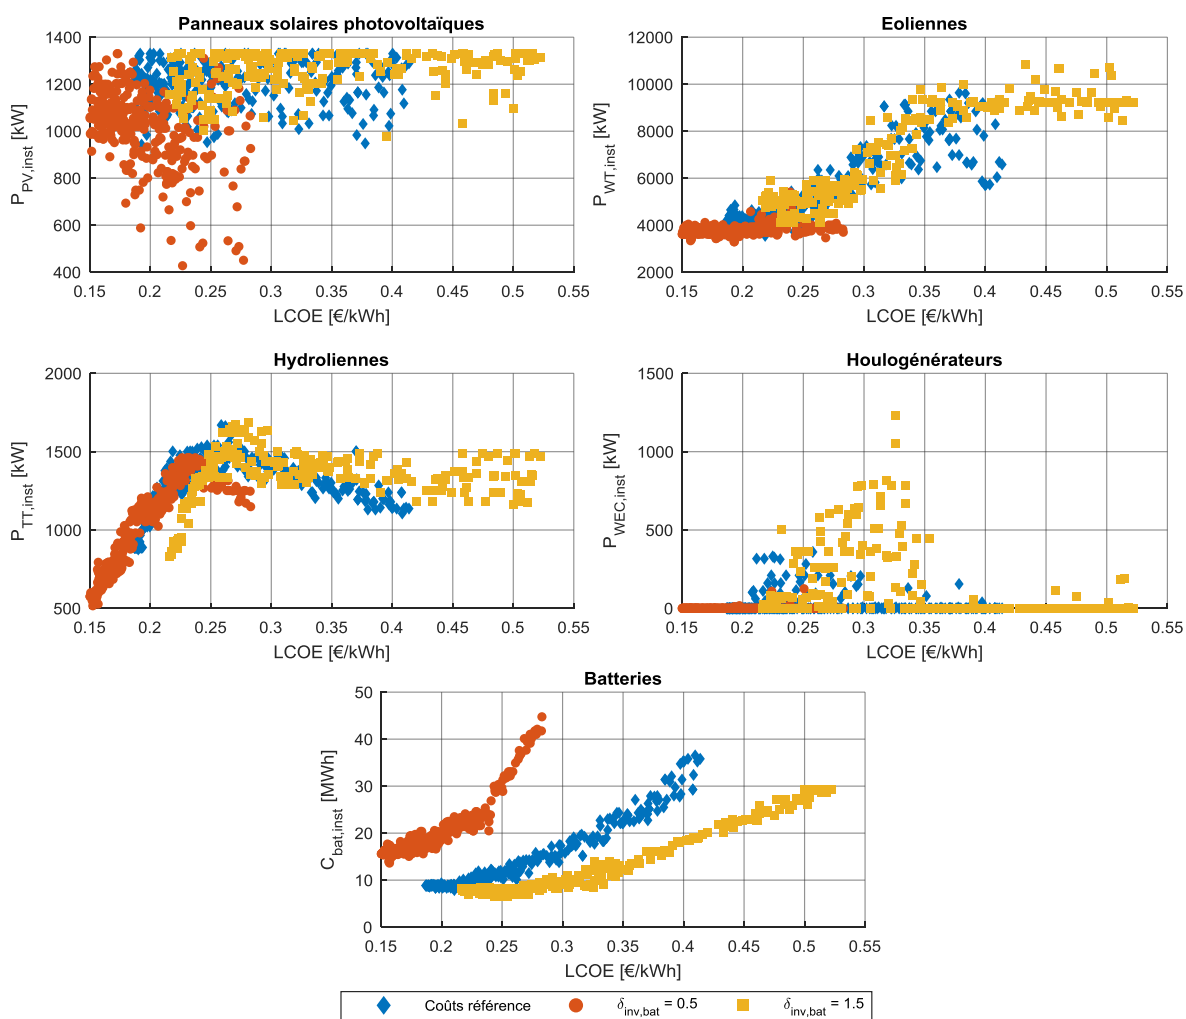 Panneaux solaires photovoltaïques
P_PV,inst [kW]
1400
1200
1000
800
600
400
0.15 0.2 0.25 0.3 0.35 0.4 0.45 0.5 0.55
LCOE [€/kWh]
Eoliennes
P_WT,inst [kW]
12000
10000
8000
6000
4000
2000
0.15 0.2 0.25 0.3 0.35 0.4 0.45 0.5 0.55
LCOE [€/kWh]
Hydroliennes
P_TT,inst [kW]
2000
1500
1000
500
0.15 0.2 0.25 0.3 0.35 0.4 0.45 0.5 0.55
LCOE [€/kWh]
Houlogénérateurs
P_WEC,inst [kW]
1500
1000
500
0
0.15 0.2 0.25 0.3 0.35 0.4 0.45 0.5 0.55
LCOE [€/kWh]
Batteries
C_bat,inst [MWh]
50
40
30
20
10
0
0.15 0.2 0.25 0.3 0.35 0.4 0.45 0.5 0.55
LCOE [€/kWh]
Coûts référence δ_inv,bat = 0.5 δ_inv,bat = 1.5